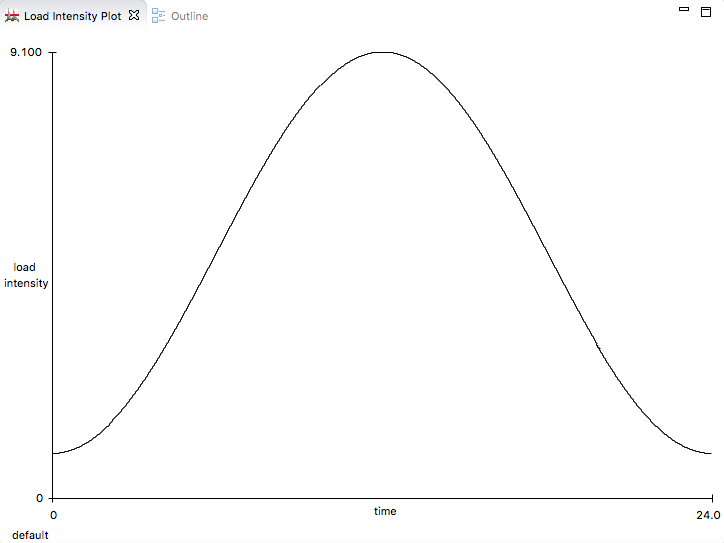 Load Intensity Plot
Outline
9.100
load
intensity
0
0
time
24.0
default